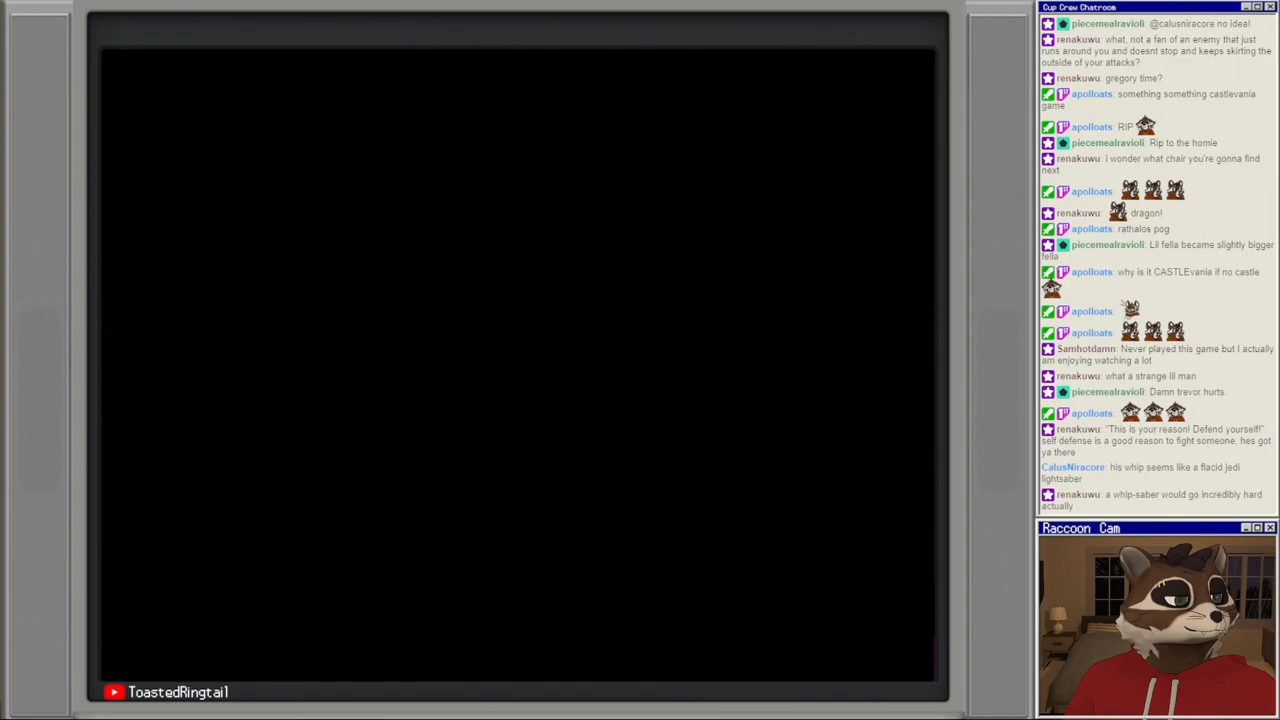 Cup Crew Chatroom
piecemealravioli: @calusniracore no idea!
renakuwu: what, not a fan of an enemy that just
runs around you and doesnt stop and keeps skirting the
outside of your attacks?
renakuwu: gregory time?
apolloats: something something castlevania
game
apolloats: RIP
piecemealravioli: Rip to the homie
renakuwu: i wonder what chair you're gonna find
next
apolloats:
renakuwu: dragon!
apolloats: rathalos pog
piecemealravioli: Lil fella became slightly bigger
fella
apolloats: why is it CASTLEvania if no castle
apolloats:
apolloats:
Samhotdamn: Never played this game but I actually
am enjoying watching a lot
renakuwu: what a strange lil man
piecemealravioli: Damn trevor hurts.
apolloats:
renakuwu: "This is your reason! Defend yourself!"
self defense is a good reason to fight someone, hes got
ya there
CalusNiracore: his whip seems like a flacid jedi
lightsaber
renakuwu: a whip-saber would go incredibly hard
actually
Raccoon Cam
ToastedRingtail